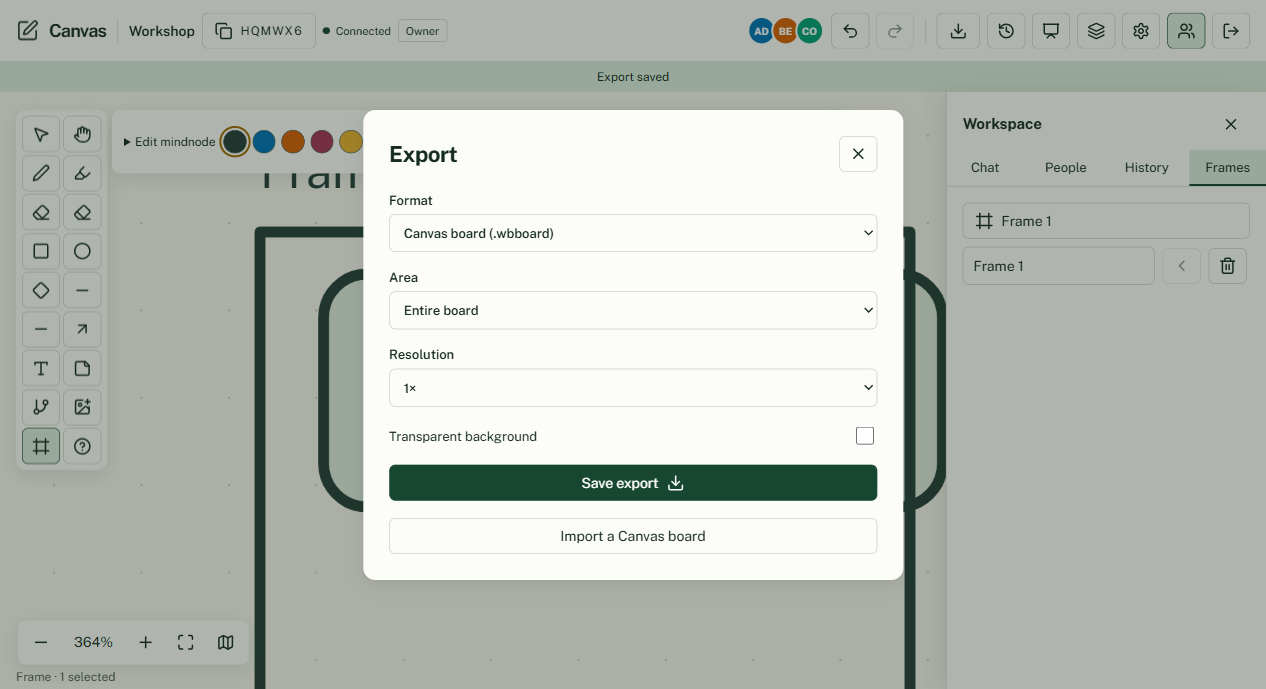 Canvas
Workshop
HQMWX6
Connected
Owner
AD
BE
CO
Export saved
Edit mindnode
Export
Format
Canvas board (.wbboard)
Area
Entire board
Resolution
1×
Transparent background
Save export
Import a Canvas board
Workspace
Chat
People
History
Frames
Frame 1
Frame 1
364%
Frame · 1 selected